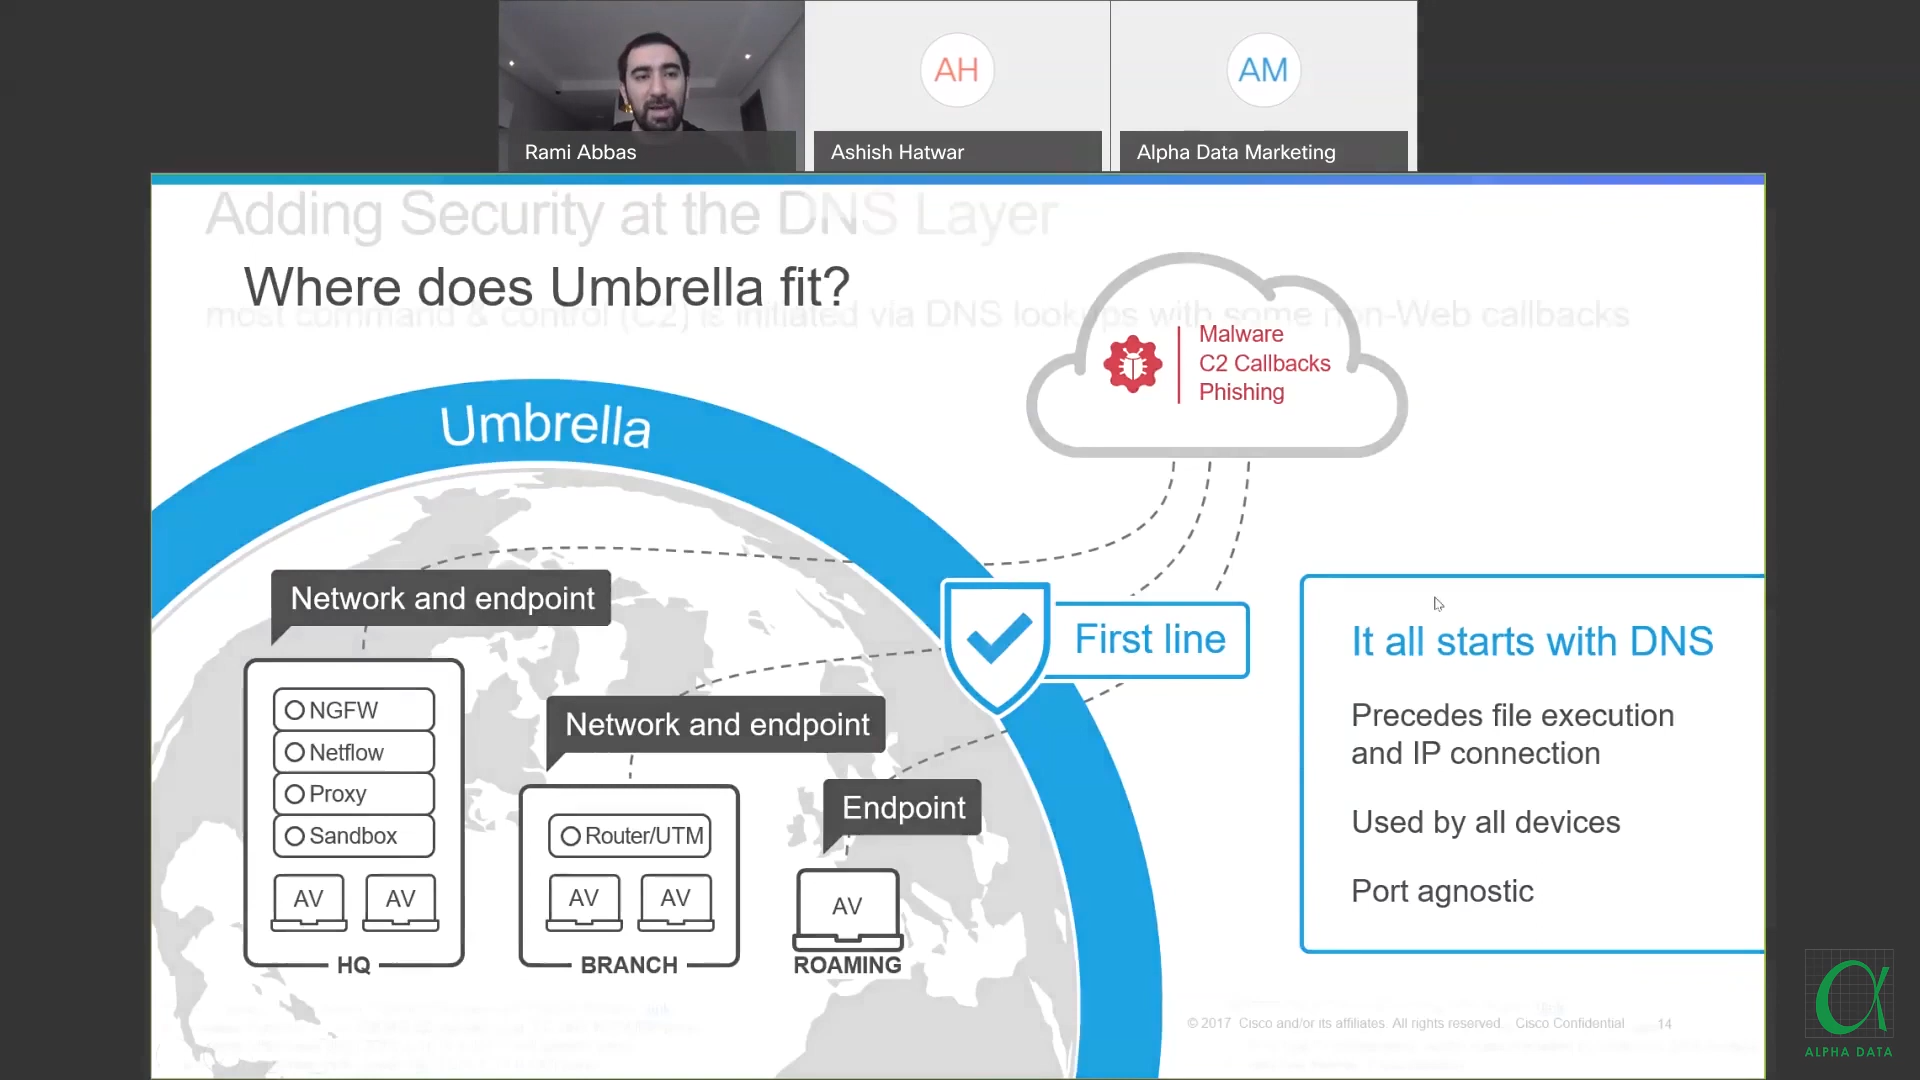 AH
AM
Rami Abbas
Ashish Hatwar
Alpha Data Marketing
Adding Security at the DNS Layer
Where does Umbrella fit?
most command & control (C2) is initiated via DNS lookups with some non-Web callbacks
Malware
C2 Callbacks
Phishing
Umbrella
Network and endpoint
First line
It all starts with DNS
Precedes file execution
and IP connection
Used by all devices
Port agnostic
NGFW
Netflow
Proxy
Sandbox
AV
AV
HQ
Network and endpoint
Router/UTM
AV
AV
BRANCH
Endpoint
AV
ROAMING
© 2017 Cisco and/or its affiliates. All rights reserved. Cisco Confidential 14
ALPHA DATA